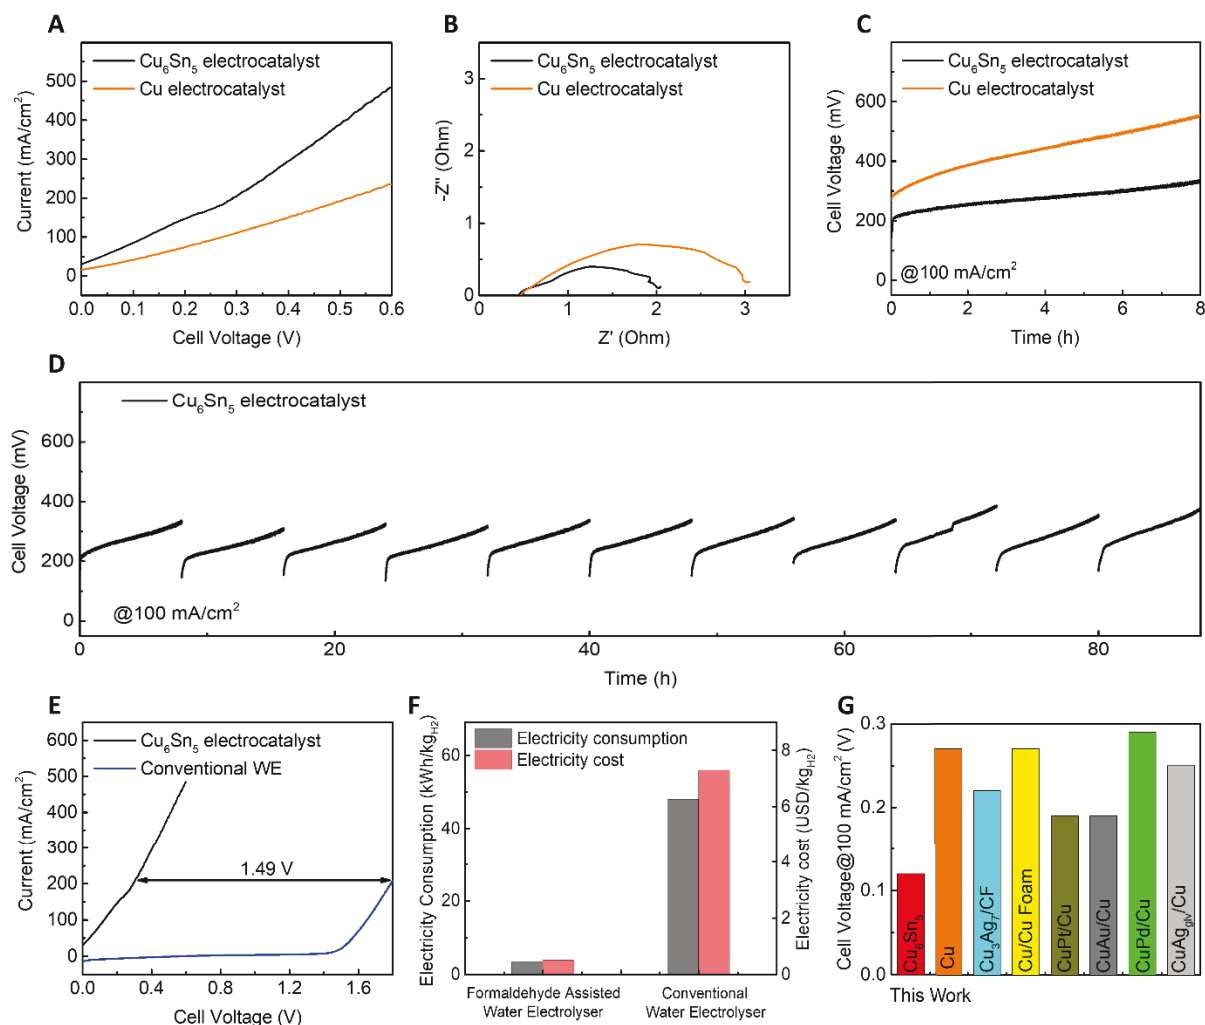 A
Cu6Sn5 electrocatalyst
Cu electrocatalyst
Current (mA/cm2)
500
400
300
200
100
0
0.0 0.1 0.2 0.3 0.4 0.5 0.6
Cell Voltage (V)
B
Cu6Sn5 electrocatalyst
Cu electrocatalyst
-Z" (Ohm)
3
2
1
0
0 1 2 3
Z' (Ohm)
C
Cu6Sn5 electrocatalyst
Cu electrocatalyst
Cell Voltage (mV)
600
400
200
0
@100 mA/cm2
0 2 4 6 8
Time (h)
D
Cu6Sn5 electrocatalyst
Cell Voltage (mV)
600
400
200
0
@100 mA/cm2
0 20 40 60 80
Time (h)
E
Cu6Sn5 electrocatalyst
Conventional WE
Current (mA/cm2)
600
500
400
300
200
100
0
1.49 V
0.0 0.4 0.8 1.2 1.6
Cell Voltage (V)
F
Electricity consumption
Electricity cost
Electricity Consumption (kWh/kgH2)
60
40
20
0
Electricity cost (USD/kgH2)
8
6
4
2
0
Formaldehyde Assisted
Water Electrolyser
Conventional
Water Electrolyser
G
Cell Voltage@100 mA/cm2 (V)
0.3
0.2
0.1
0.0
Cu6Sn5
Cu
Cu3Ag7/CF
Cu/Cu Foam
CuPt/Cu
CuAu/Cu
CuPd/Cu
CuAgglv/Cu
This Work